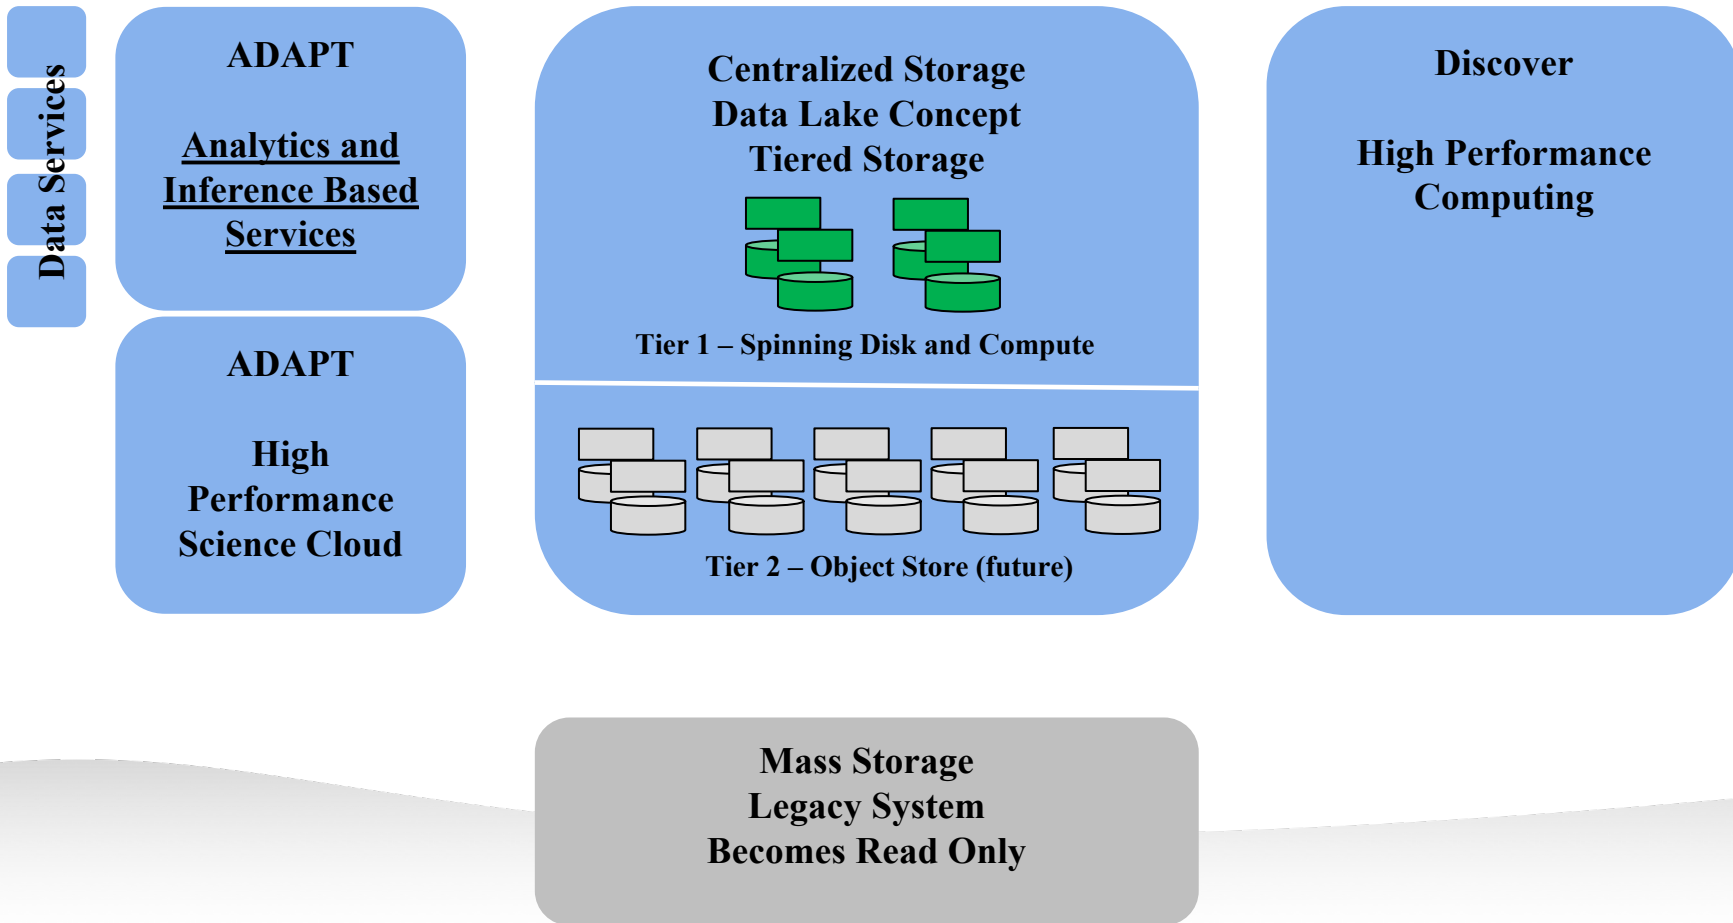 Data Services
ADAPT
Analytics and
Inference Based
Services
ADAPT
High
Performance
Science Cloud
Centralized Storage
Data Lake Concept
Tiered Storage
Tier 1 – Spinning Disk and Compute
Tier 2 – Object Store (future)
Discover
High Performance
Computing
Mass Storage
Legacy System
Becomes Read Only